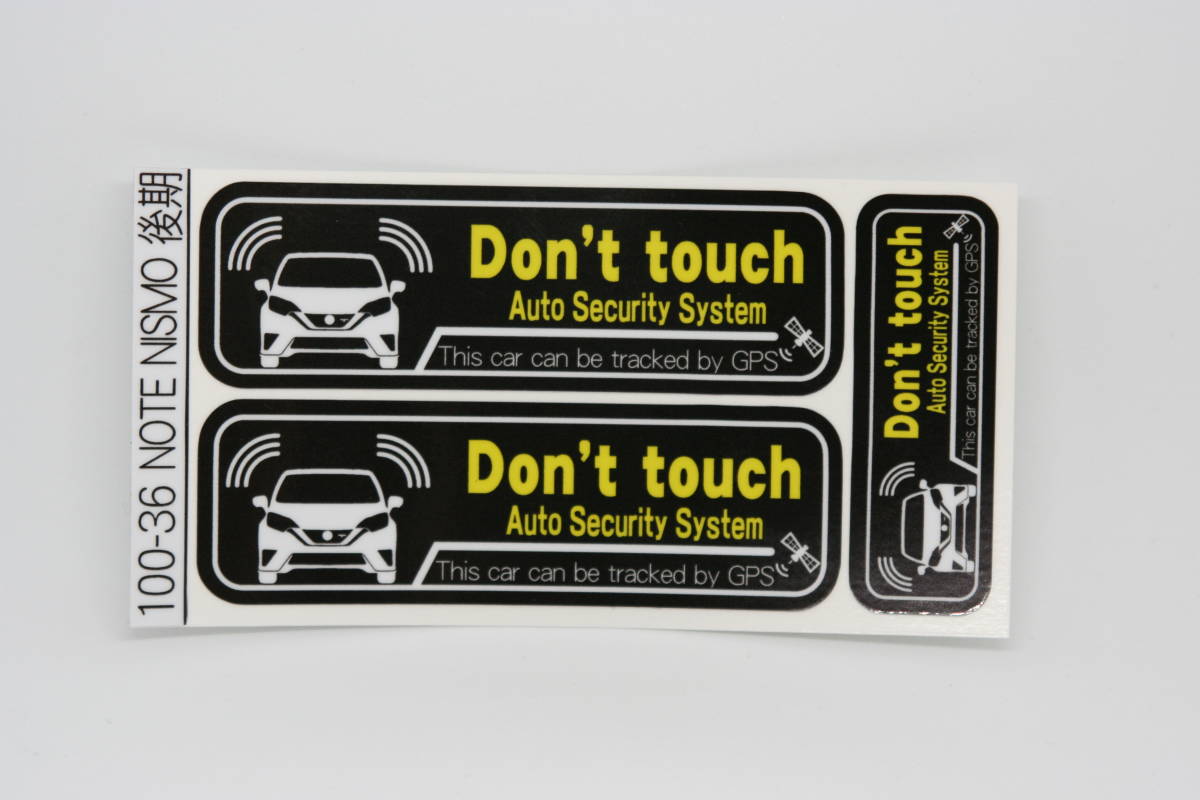 100-36 NOTE NISMO 後期
Don't touch
Auto Security System
This car can be tracked by GPS
Don't touch
Auto Security System
This car can be tracked by GPS
Don't touch
Auto Security System
This car can be tracked by GPS